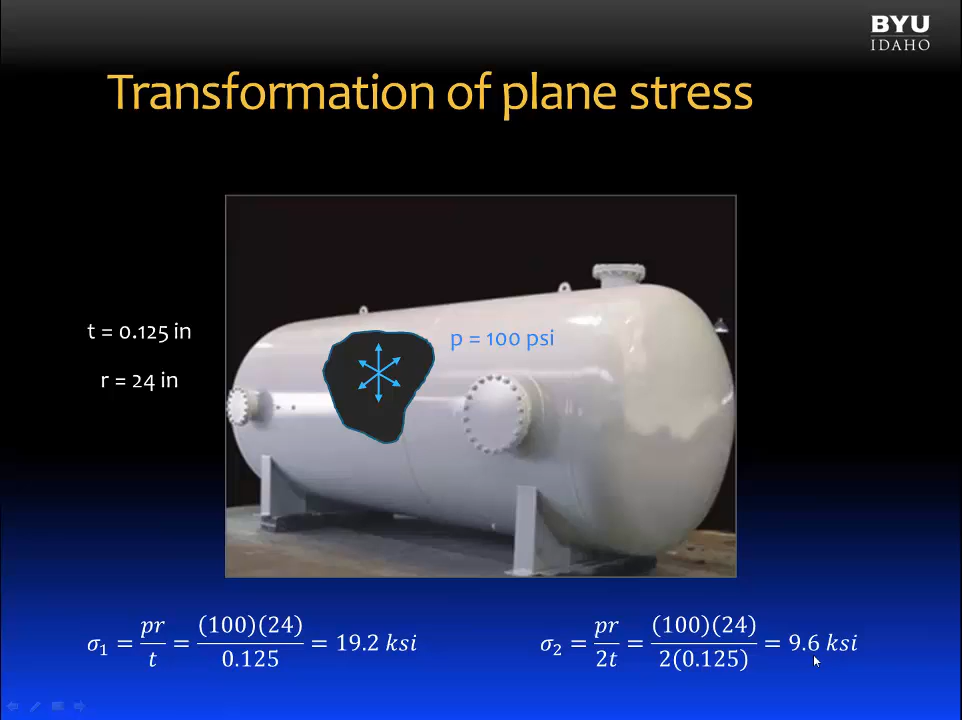 BYU
IDAHO
Transformation of plane stress
t = 0.125 in
p = 100 psi
r = 24 in
σ₁ = pr/t = (100)(24)/0.125 = 19.2 ksi
σ₂ = pr/2t = (100)(24)/2(0.125) = 9.6 ksi